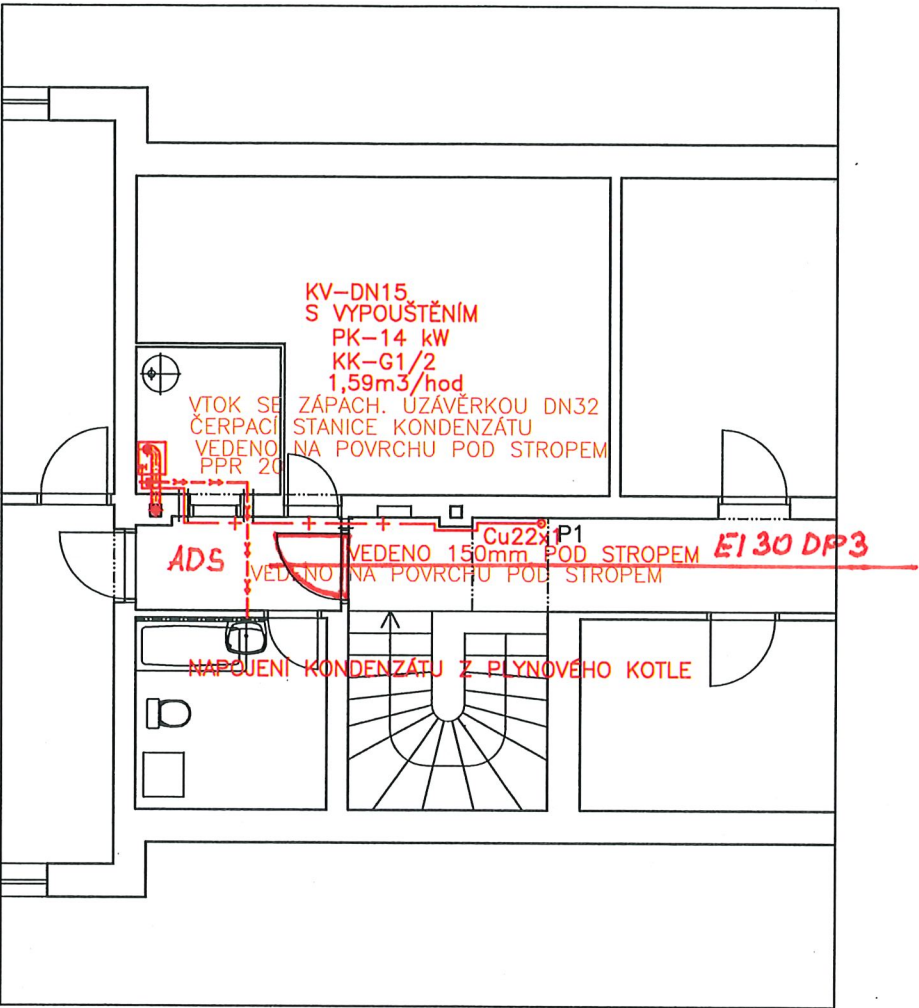 KV-DN15
S VYPOUŠTĚNÍM
PK-14 kW
KK-G1/2
1,59m3/hod
VTOK SE ZÁPACH. UZÁVĚRKOU DN32
ČERPACÍ STANICE KONDENZÁTU
VEDENO NA POVRCHU POD STROPEM
PPR 20
Cu22x1
P1
VEDENO 150mm POD STROPEM
EI 30 DP3
ADS
VEDENO NA POVRCHU POD STROPEM
NAPOJENÍ KONDENZÁTU Z PLYNOVÉHO KOTLE